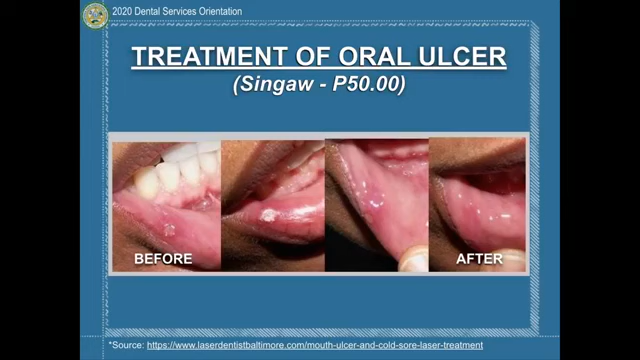 2020 Dental Services Orientation
TREATMENT OF ORAL ULCER
(Singaw - P50.00)
BEFORE
AFTER
*Source: https://www.laserdentistbaltimore.com/mouth-ulcer-and-cold-sore-laser-treatment